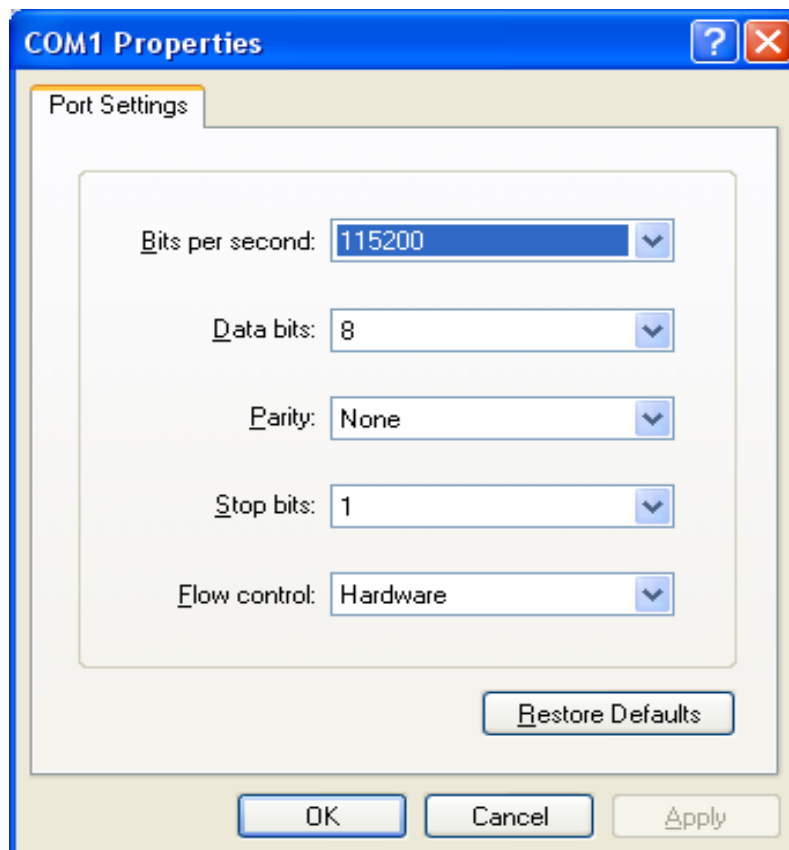 COM1 Properties
Port Settings
Bits per second: 115200
Data bits: 8
Parity: None
Stop bits: 1
Flow control: Hardware
Restore Defaults
OK Cancel Apply